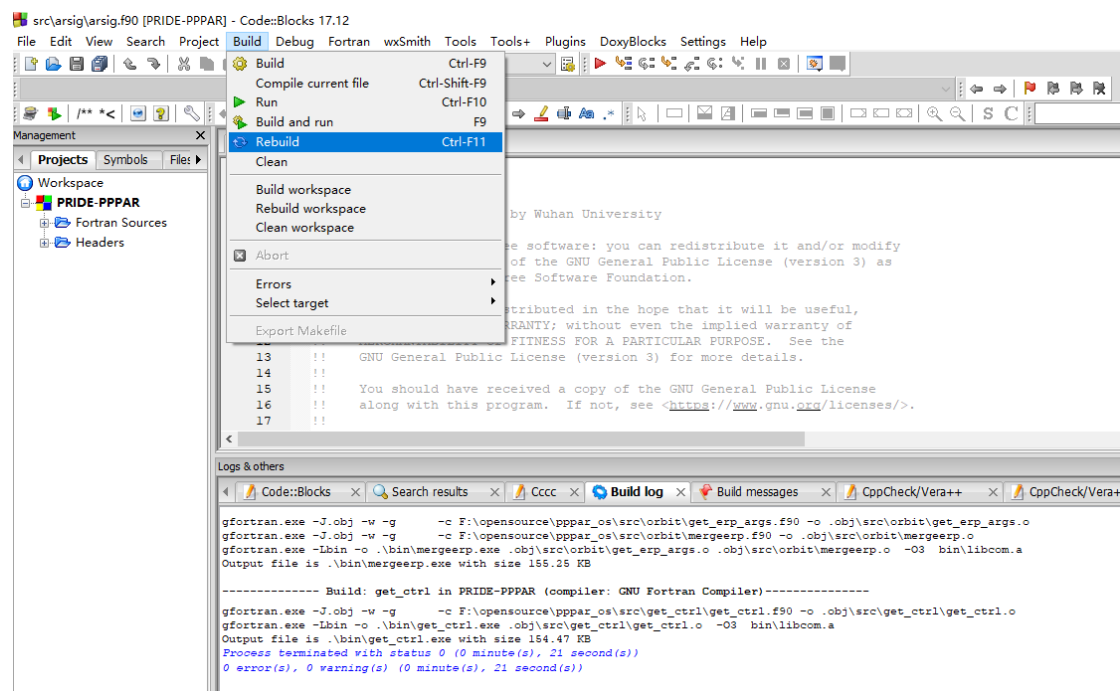 src\arsig\arsig.f90 [PRIDE-PPPAR] - Code::Blocks 17.12
File Edit View Search Project Build Debug Fortran wxSmith Tools Tools+ Plugins DoxyBlocks Settings Help
Build Ctrl-F9
Compile current file Ctrl-Shift-F9
Run Ctrl-F10
Build and run F9
Rebuild Ctrl-F11
Clean
Build workspace
Rebuild workspace
Clean workspace
Abort
Errors
Select target
Export Makefile
/** *<
S C
Management
Projects Symbols Files
Workspace
PRIDE-PPPAR
Fortran Sources
Headers
by Wuhan University
software: you can redistribute it and/or modify
of the GNU General Public License (version 3) as
Software Foundation.
in the hope that it will be useful,
without even the implied warranty of
FITNESS FOR A PARTICULAR PURPOSE. See the
13 !! GNU General Public License (version 3) for more details.
14 !!
15 !! You should have received a copy of the GNU General Public License
16 !! along with this program. If not, see <https://www.gnu.org/licenses/>.
17 !!
Logs & others
Code::Blocks Search results Cccc Build log Build messages CppCheck/Vera++ CppCheck/Vera+
gfortran.exe -J.obj -w -g -c F:\opensource\pppar_os\src\orbit\get_erp_args.f90 -o .obj\src\orbit\get_erp_args.o
gfortran.exe -J.obj -w -g -c F:\opensource\pppar_os\src\orbit\mergeerp.f90 -o .obj\src\orbit\mergeerp.o
gfortran.exe -Lbin -o .\bin\mergeerp.exe .obj\src\orbit\get_erp_args.o .obj\src\orbit\mergeerp.o -O3 bin\libcom.a
Output file is .\bin\mergeerp.exe with size 155.25 KB
-------------- Build: get_ctrl in PRIDE-PPPAR (compiler: GNU Fortran Compiler)---------------
gfortran.exe -J.obj -w -g -c F:\opensource\pppar_os\src\get_ctrl\get_ctrl.f90 -o .obj\src\get_ctrl\get_ctrl.o
gfortran.exe -Lbin -o .\bin\get_ctrl.exe .obj\src\get_ctrl\get_ctrl.o -O3 bin\libcom.a
Output file is .\bin\get_ctrl.exe with size 154.47 KB
Process terminated with status 0 (0 minute(s), 21 second(s))
0 error(s), 0 warning(s) (0 minute(s), 21 second(s))